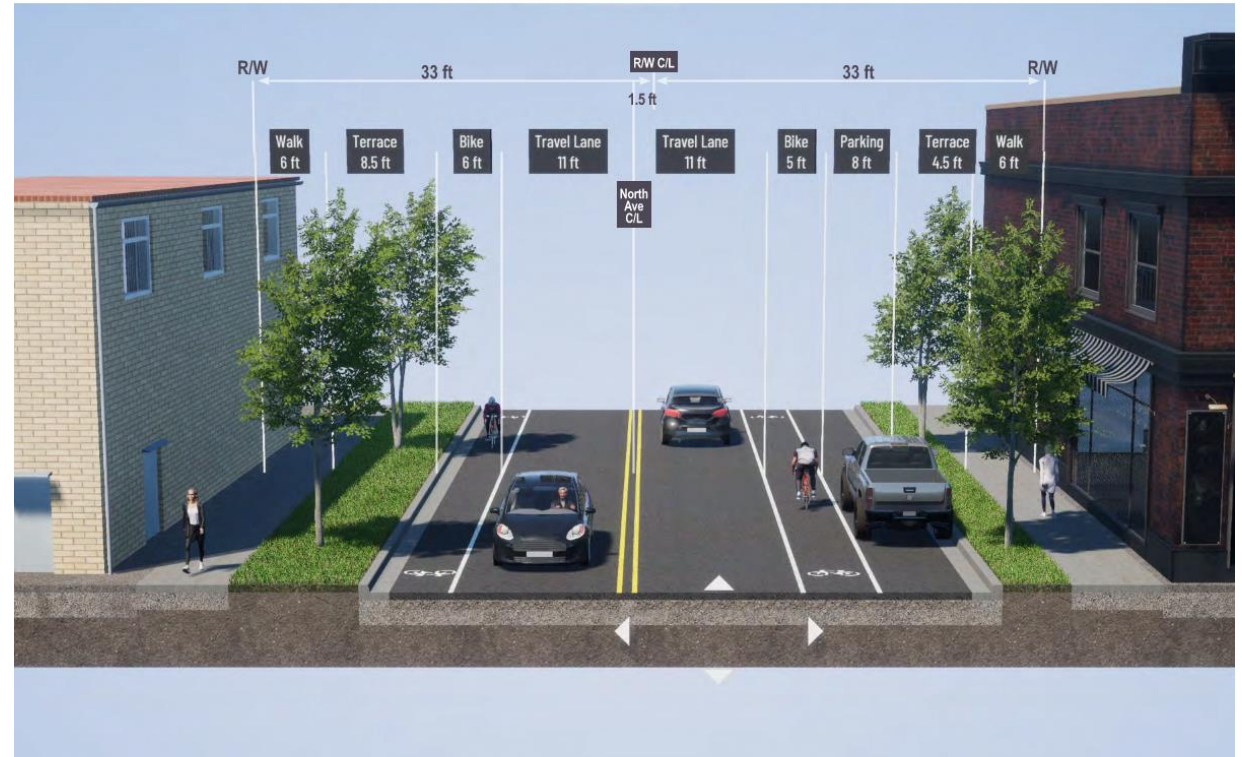 R/W
33 ft
R/W C/L
33 ft
R/W
1.5 ft
Walk
6 ft
Terrace
8.5 ft
Bike
6 ft
Travel Lane
11 ft
Travel Lane
11 ft
Bike
5 ft
Parking
8 ft
Terrace
4.5 ft
Walk
6 ft
North
Ave
C/L